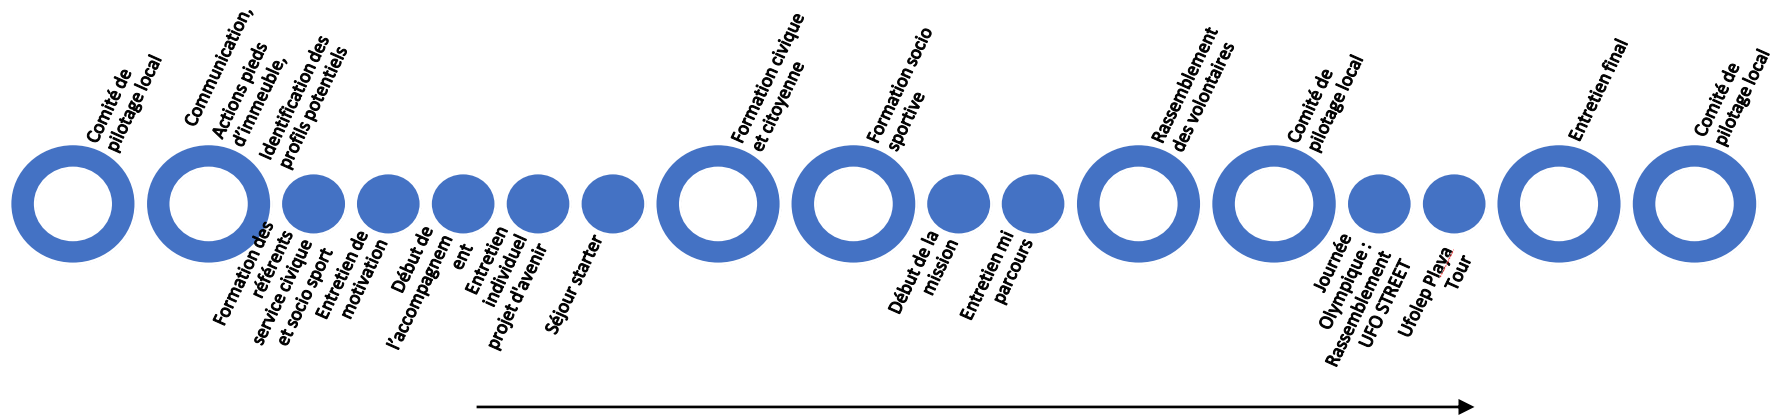 Comité de
pilotage local
Communication,
Actions pieds
d'immeuble,
Identification des
profils potentiels
Formation des
référents
service civique
et socio sport
Entretien de
motivation
Début de
l'accompagnem
ent
Entretien
individuel
projet d'avenir
Séjour starter
Formation civique
et citoyenne
Formation socio
sportive
Début de la
mission
Entretien mi
parcours
Rassemblement
des volontaires
Comité de
pilotage local
Journée
Olympique :
Rassemblement
UFO STREET
Ufolep Playa
Tour
Entretien final
Comité de
pilotage local